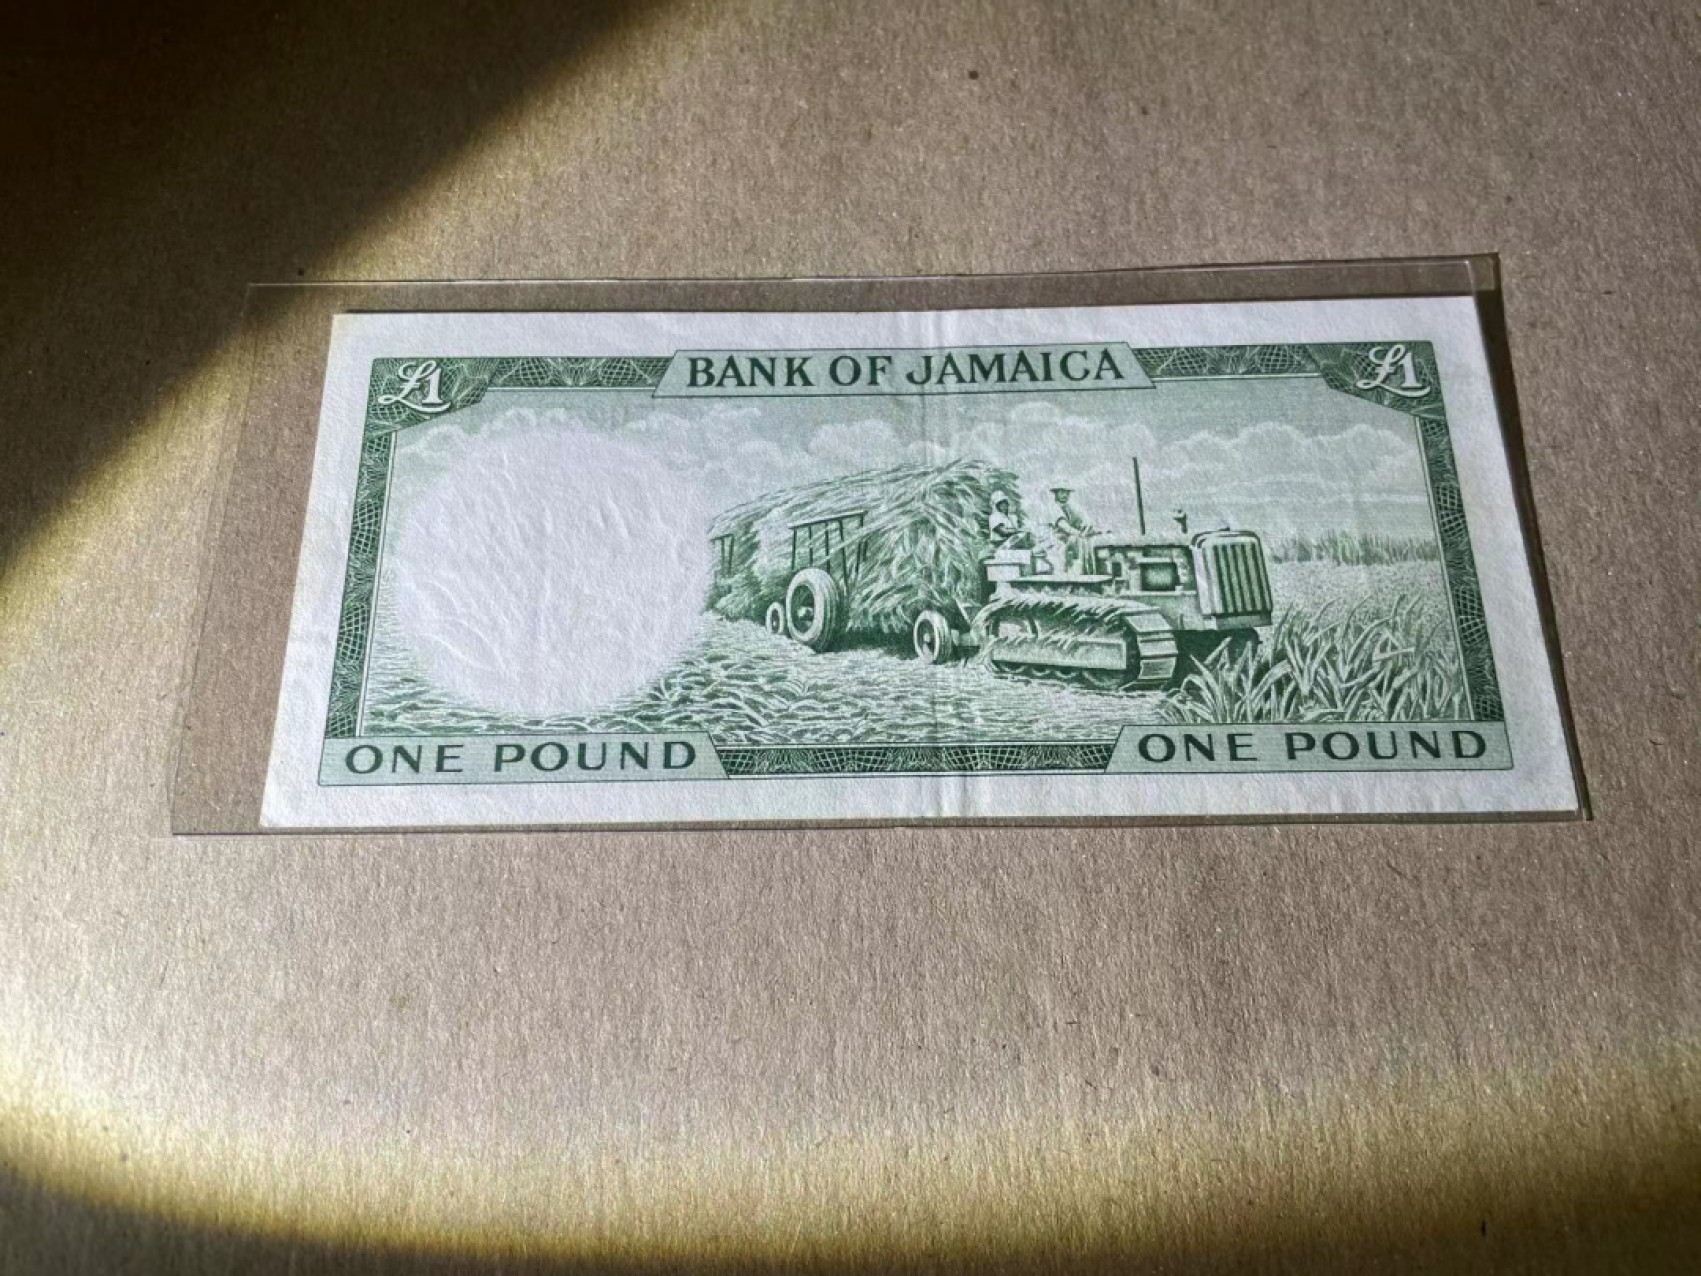 £1
BANK OF JAMAICA
£1
ONE POUND
ONE POUND